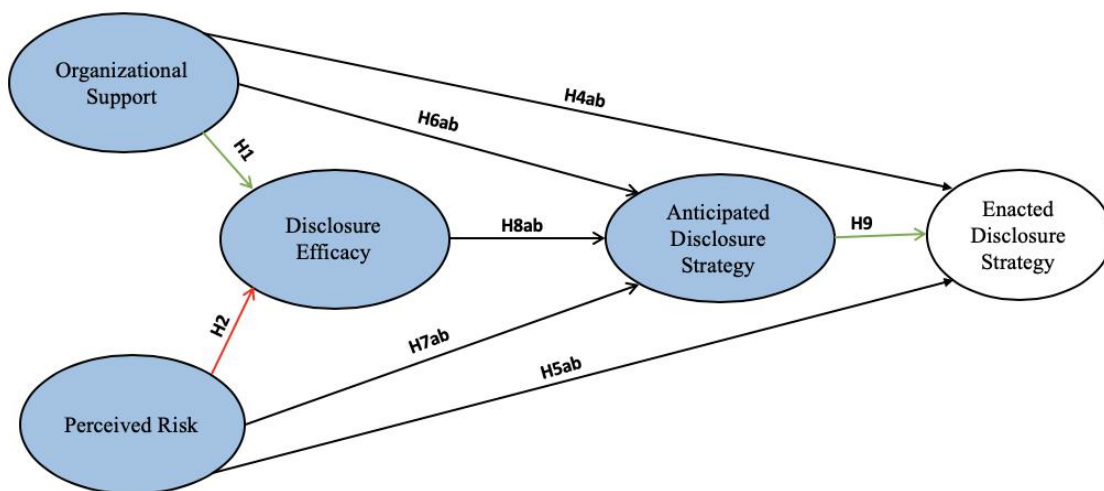 Organizational
Support
H4ab
H6ab
H1
Disclosure
Efficacy
H8ab
Anticipated
Disclosure
Strategy
H9
Enacted
Disclosure
Strategy
H2
H7ab
H5ab
Perceived Risk